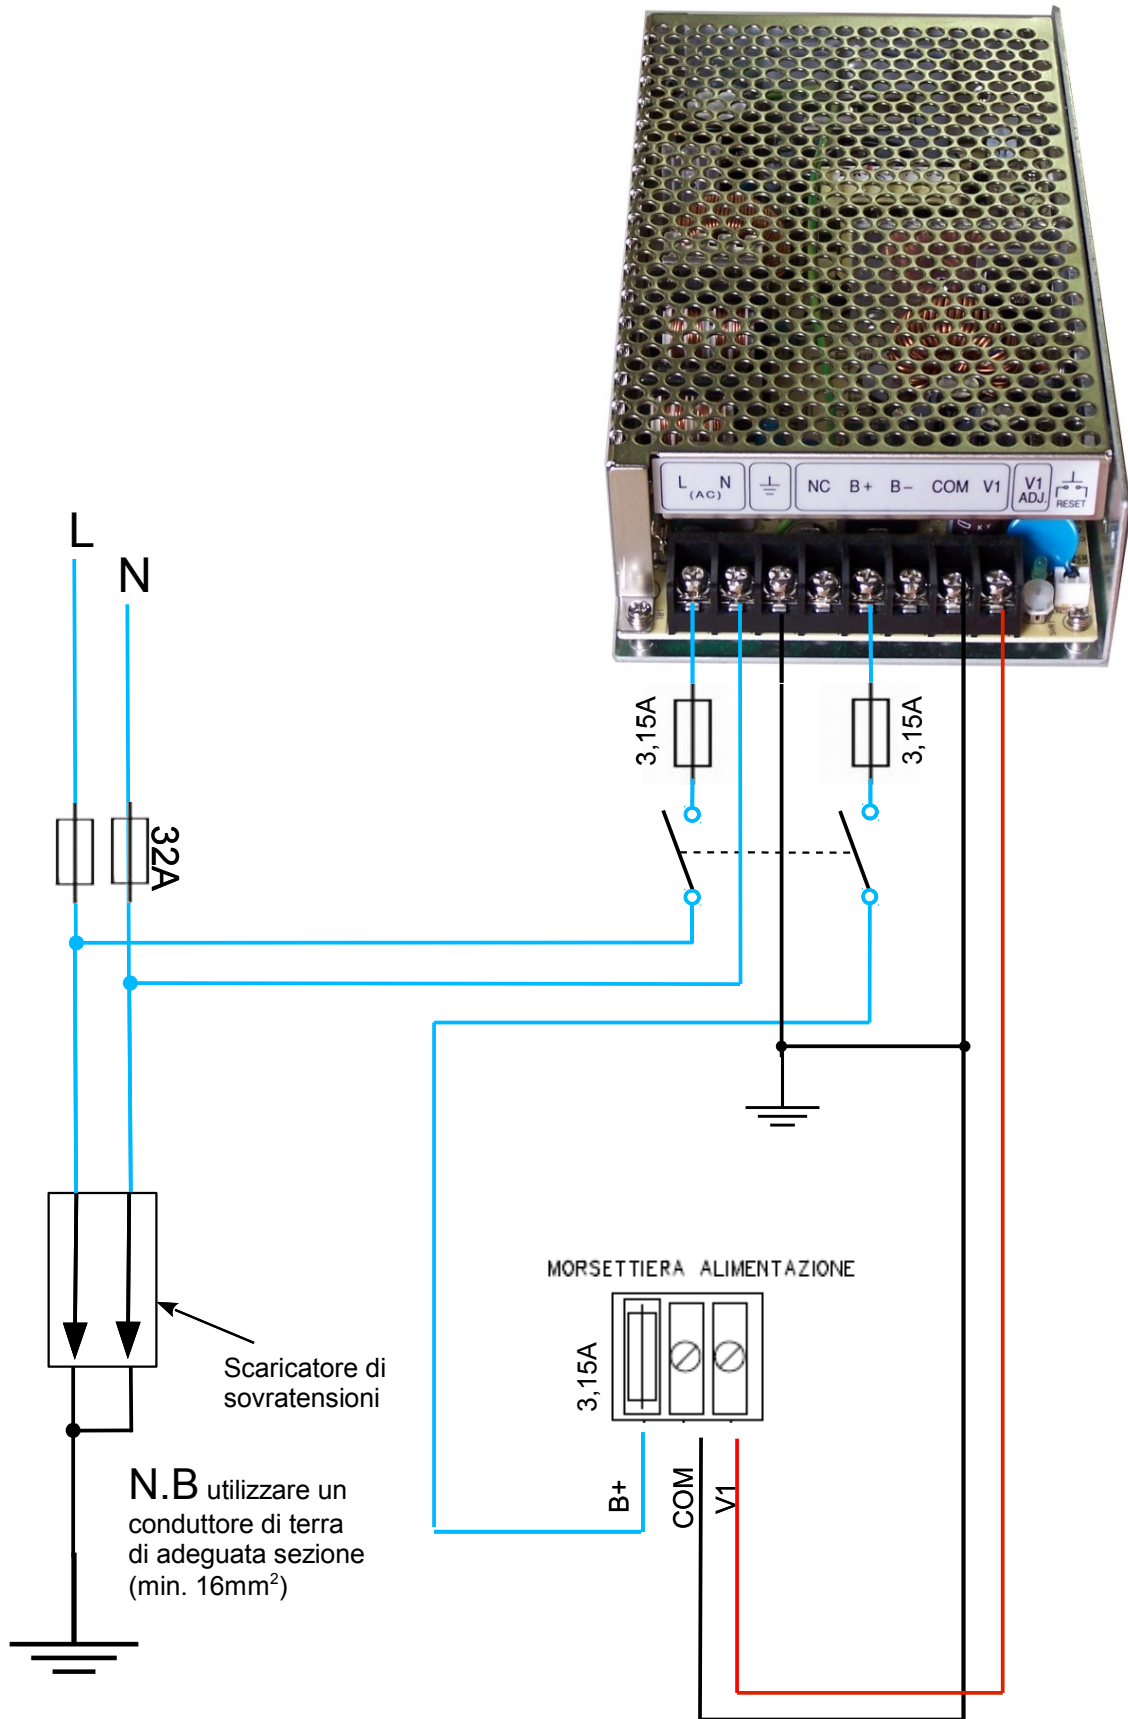 L N
(AC)
NC B+ B- COM V1
V1
ADJ.
RESET
L
N
3,15A
3,15A
32A
MORSETTIERA ALIMENTAZIONE
3,15A
Scaricatore di
sovratensioni
B+
COM
V1
N.B utilizzare un
conduttore di terra
di adeguata sezione
(min. 16mm²)